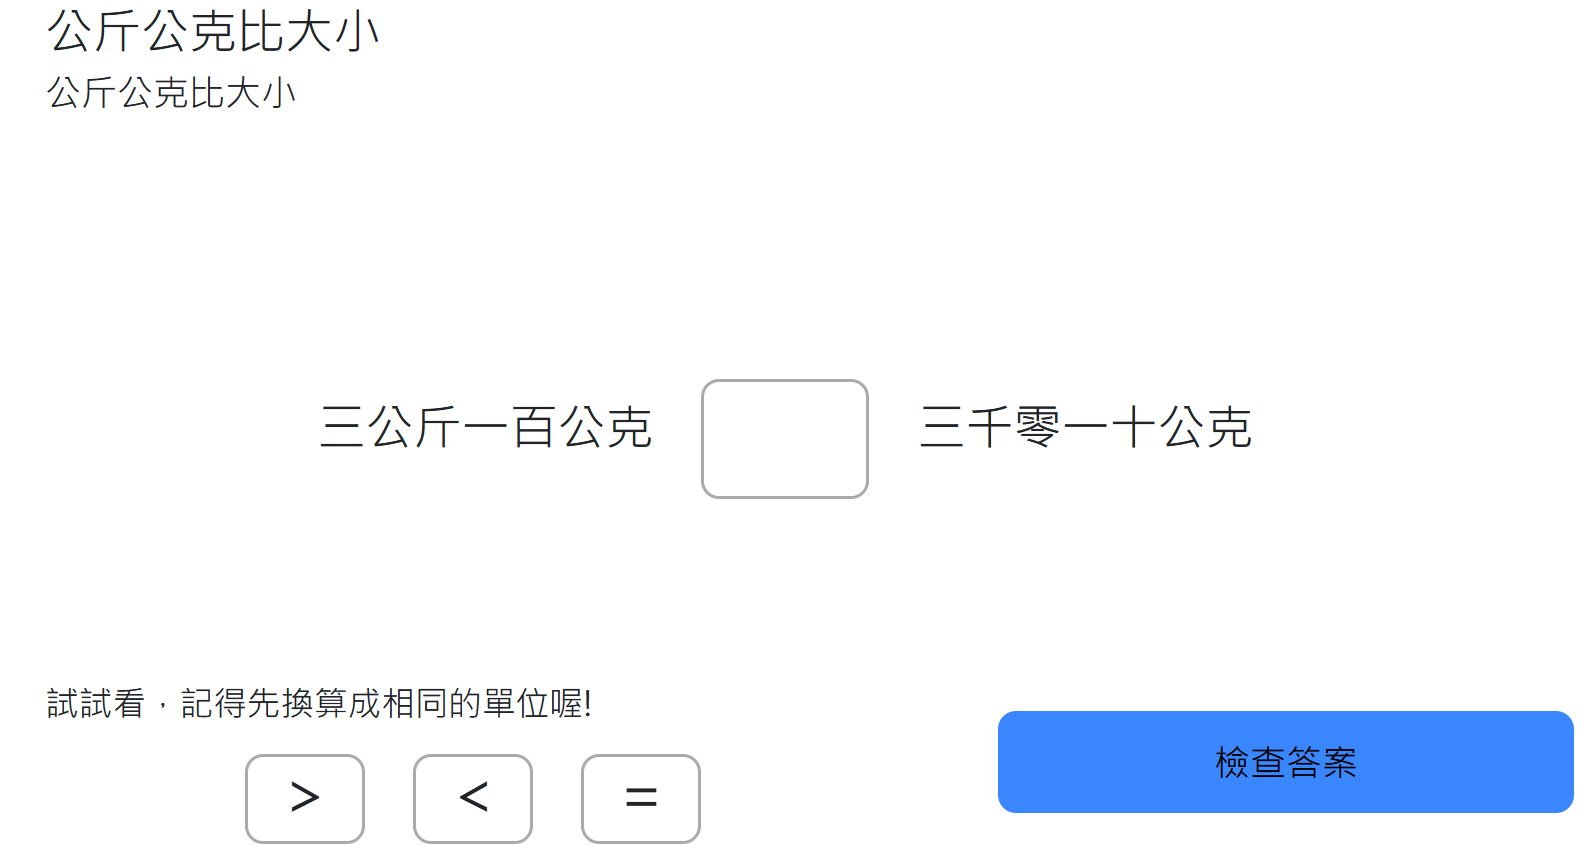 公斤公克比大小
公斤公克比大小
三公斤一百公克 三千零一十公克
試試看，記得先換算成相同的單位喔!
> < =
檢查答案